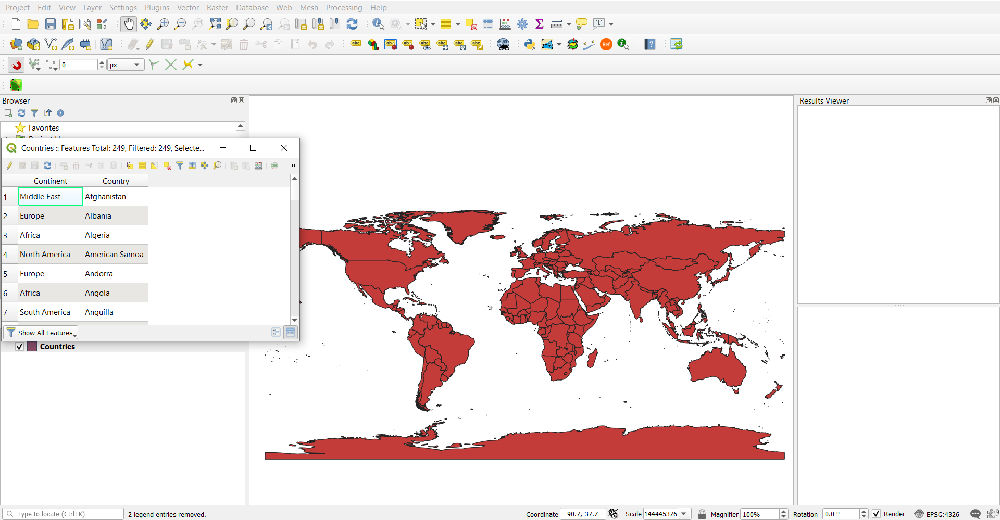 Project Edit View Layer Settings Plugins Vector Raster Database Web Mesh Processing Help
abc
0 px
Ref
Browser
Results Viewer
Favorites
Countries :: Features Total: 249, Filtered: 249, Selecte...
»
Continent Country
1 Middle East Afghanistan
2 Europe Albania
3 Africa Algeria
4 North America American Samoa
5 Europe Andorra
6 Africa Angola
7 South America Anguilla
Show All Features
Countries
Type to locate (Ctrl+K) 2 legend entries removed. Coordinate 90.7,-37.7 Scale 144445376 Magnifier 100% Rotation 0.0 ° Render EPSG:4326